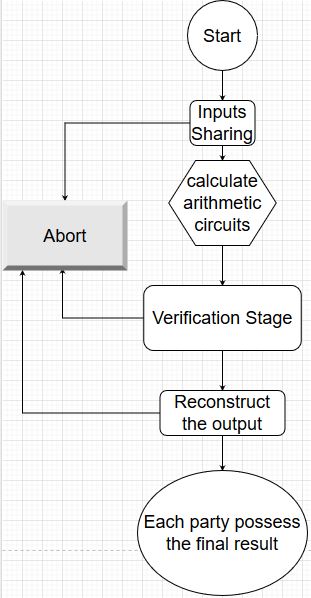 Start
Inputs
Sharing
calculate
arithmetic
circuits
Abort
Verification Stage
Reconstruct
the output
Each party possess
the final result